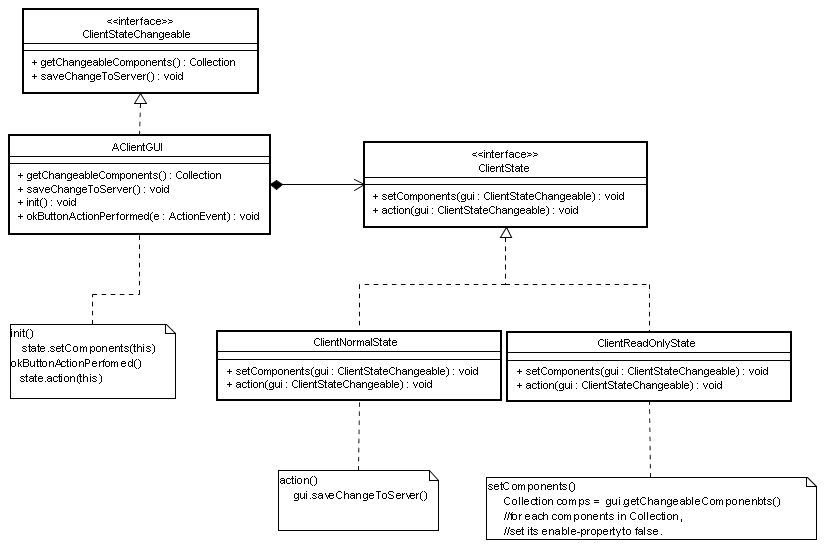 <<interface>>
ClientStateChangeable
+ getChangeableComponents() : Collection
+ saveChangeToServer() : void
AClientGUI
+ getChangeableComponents() : Collection
+ saveChangeToServer() : void
+ init() : void
+ okButtonActionPerformed(e : ActionEvent) : void
<<interface>>
ClientState
+ setComponents(gui : ClientStateChangeable) : void
+ action(gui : ClientStateChangeable) : void
init()
state.setComponents(this)
okButtonActionPerfomed()
state.action(this)
ClientNormalState
+ setComponents(gui : ClientStateChangeable) : void
+ action(gui : ClientStateChangeable) : void
ClientReadOnlyState
+ setComponents(gui : ClientStateChangeable) : void
+ action(gui : ClientStateChangeable) : void
action()
gui.saveChangeToServer()
setComponents()
Collection comps = gui.getChangeableComponenbts()
//for each components in Collection,
//set its enable-propertyto false.